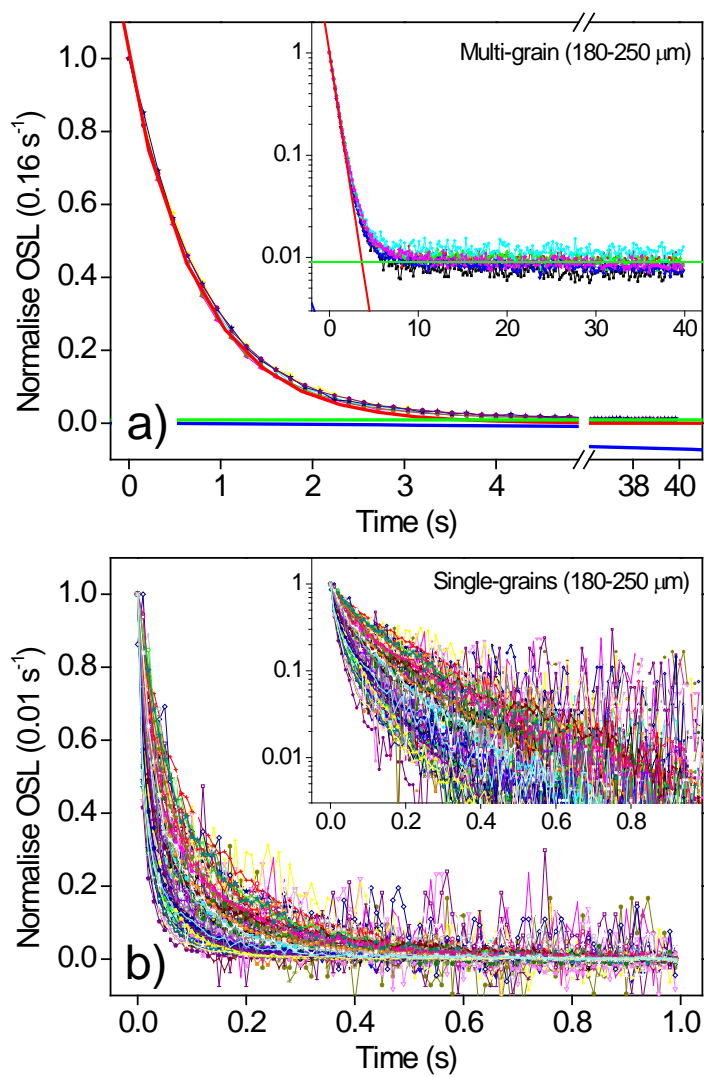 Normalise OSL (0.16 s⁻¹)
1.0
0.8
0.6
0.4
0.2
0.0
a)
0 1 2 3 4 38 40
Time (s)
Multi-grain (180-250 μm)
1
0.1
0.01
0 10 20 30 40
Normalise OSL (0.01 s⁻¹)
1.0
0.8
0.6
0.4
0.2
0.0
b)
0.0 0.2 0.4 0.6 0.8 1.0
Time (s)
Single-grains (180-250 μm)
1
0.1
0.01
0.0 0.2 0.4 0.6 0.8